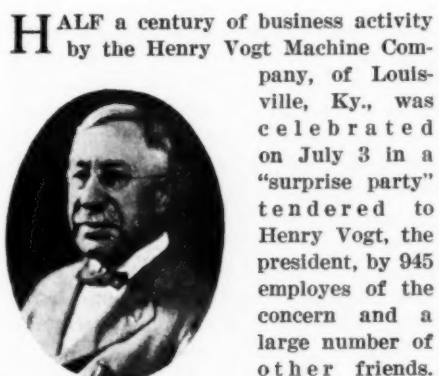 HALF a century of business activity
by the Henry Vogt Machine Com-
pany, of Louis-
ville, Ky., was
celebrated
on July 3 in a
"surprise party"
tendered to
Henry Vogt, the
president, by 945
employes of the
concern and a
large number of
other friends.